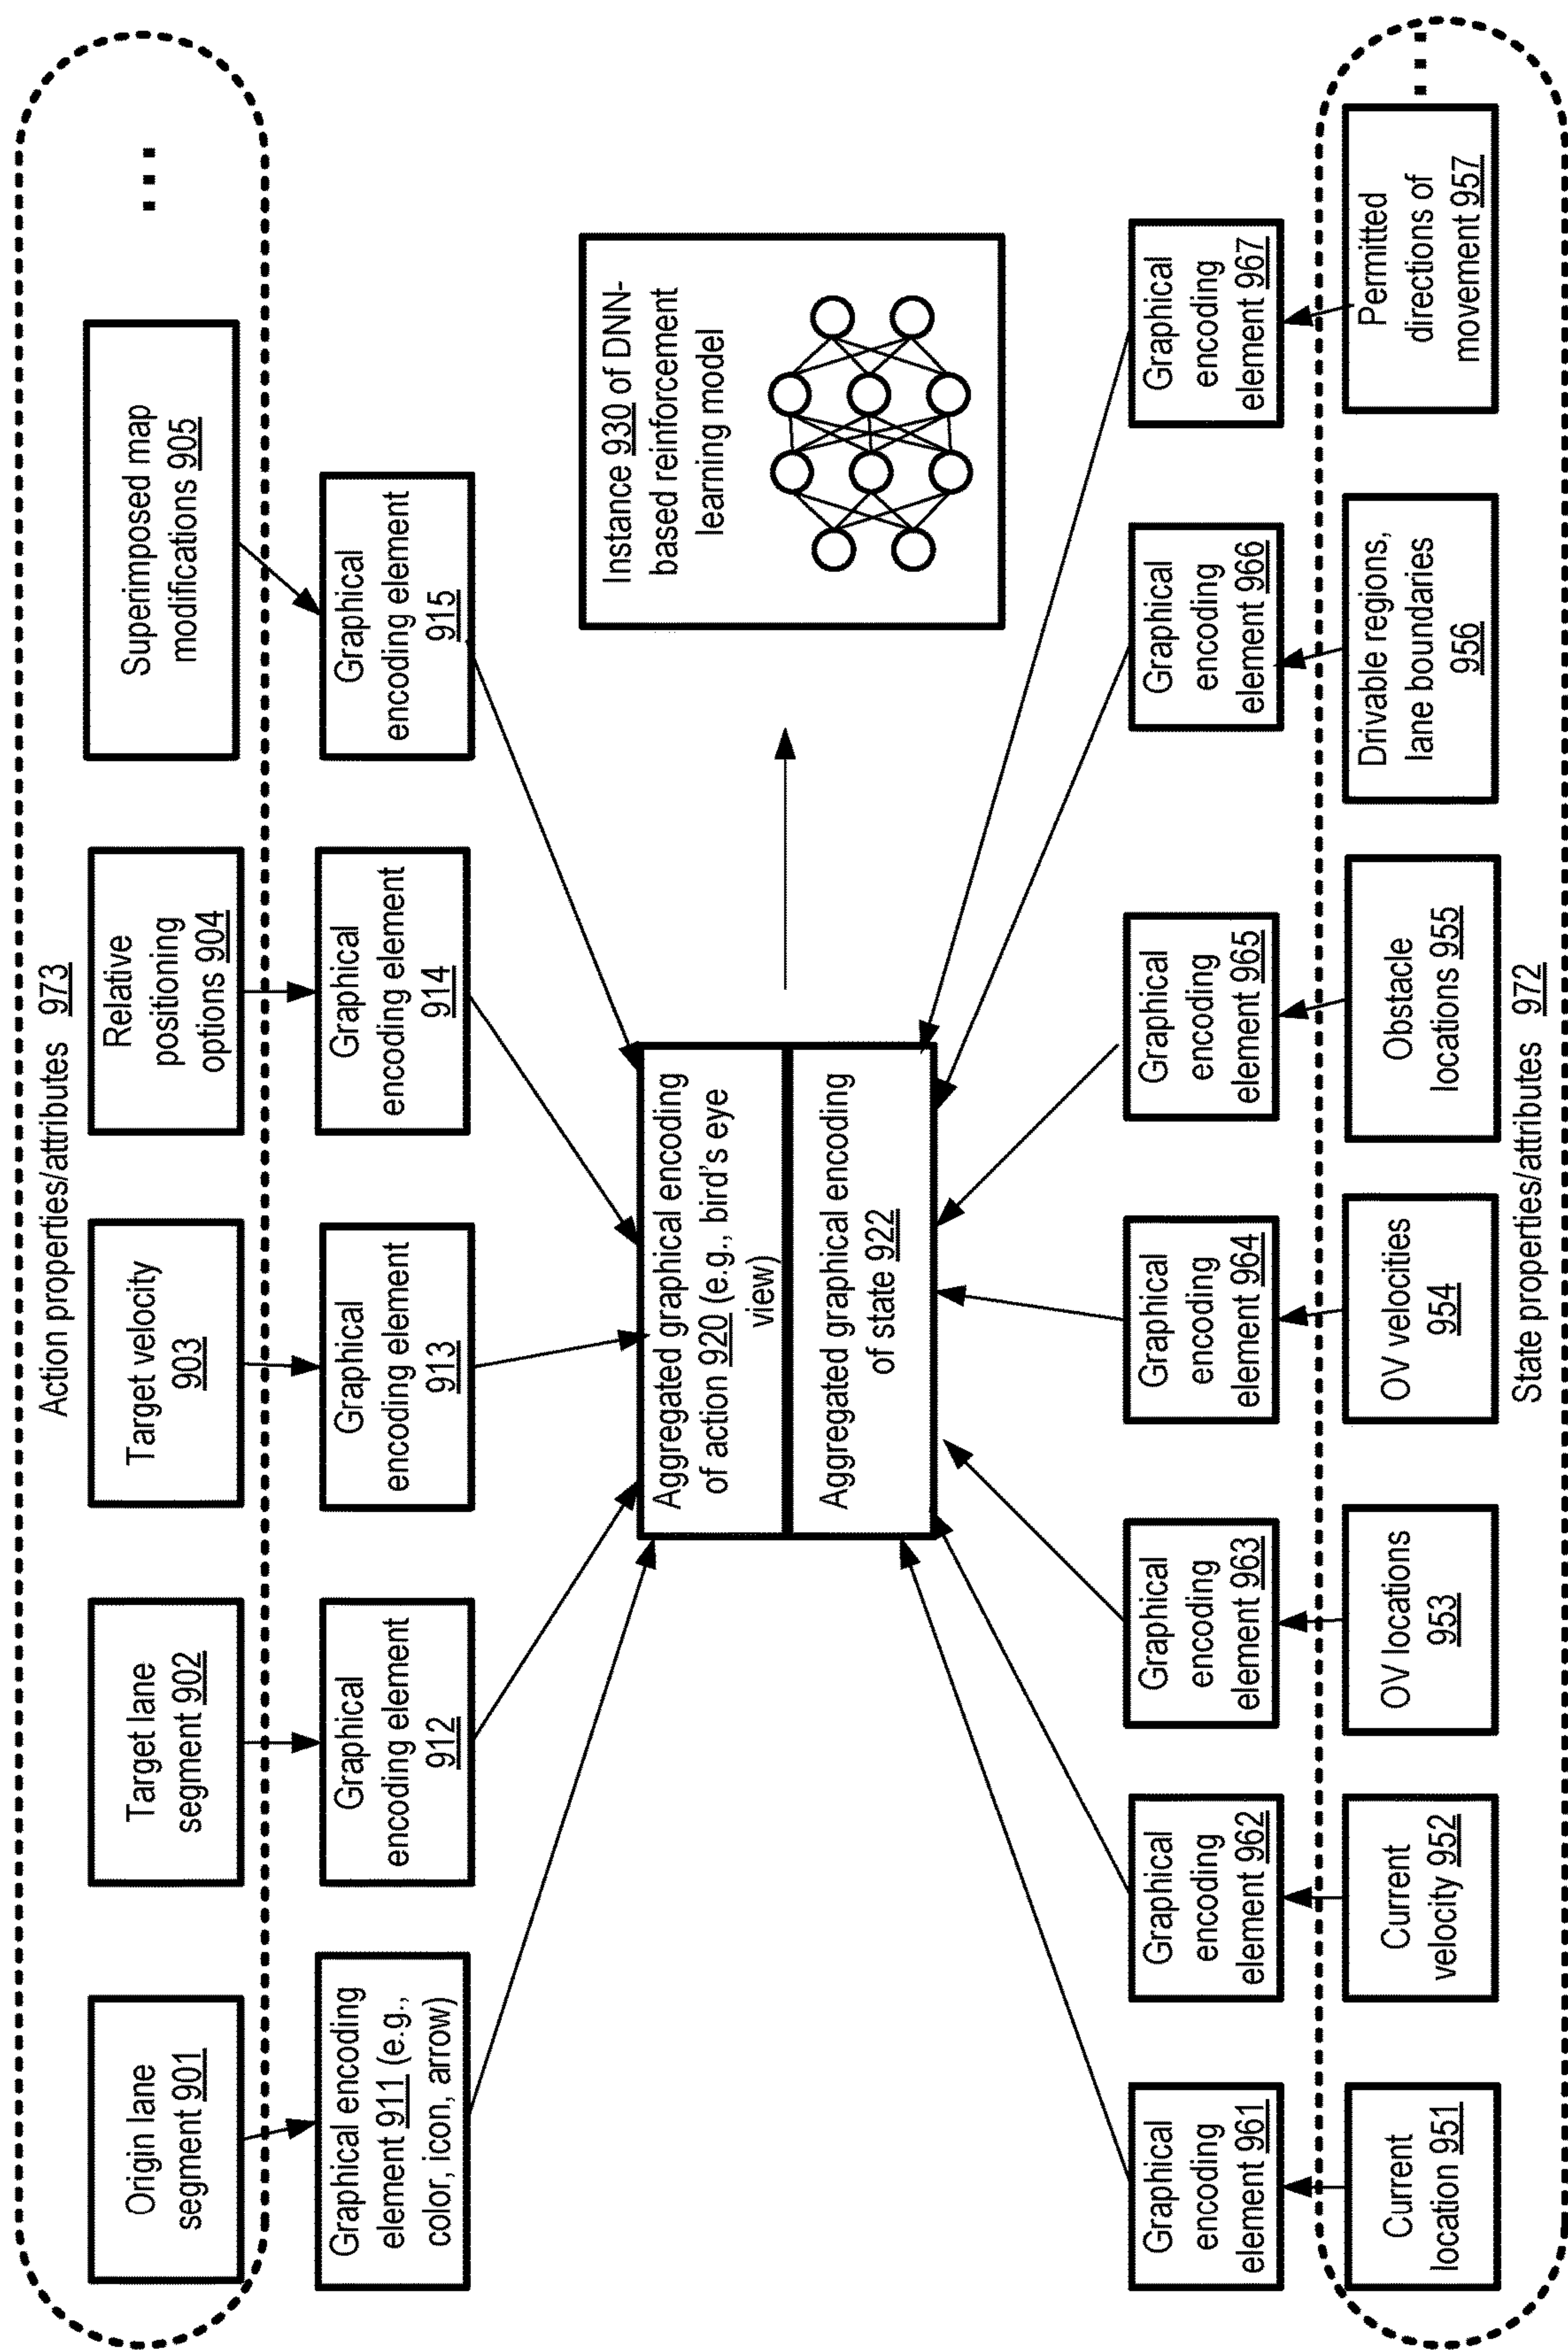 Action properties/attributes 973
Origin lane
segment 901
Target lane
segment 902
Target velocity
903
Relative
positioning
options 904
Superimposed map
modifications 905
...
Graphical encoding
element 911 (e.g.,
color, icon, arrow)
Graphical
encoding element
912
Graphical
encoding element
913
Graphical
encoding element
914
Graphical
encoding element
915
Aggregated graphical encoding
of action 920 (e.g., bird's eye
view)
Aggregated graphical encoding
of state 922
Instance 930 of DNN-
based reinforcement
learning model
Graphical
encoding
element 961
Graphical
encoding
element 962
Graphical
encoding
element 963
Graphical
encoding
element 964
Graphical
encoding
element 965
Graphical
encoding
element 966
Graphical
encoding
element 967
Current
location 951
Current
velocity 952
OV locations
953
OV velocities
954
Obstacle
locations 955
Drivable regions,
lane boundaries
956
Permitted
directions of
movement 957
...
State properties/attributes 972